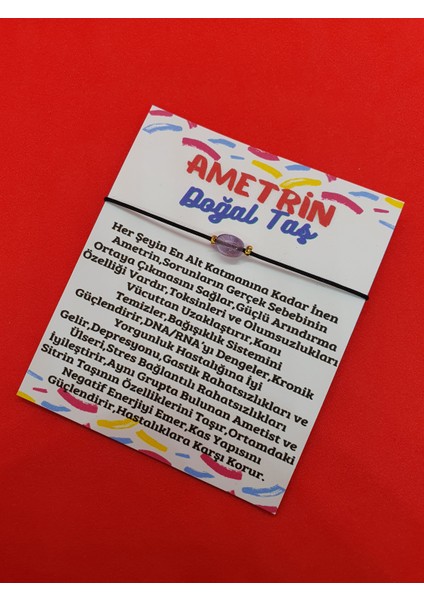 AMETRİN
Doğal Taş
Her Şeyin En Alt Katmanına Kadar İnen
Ametrin,Sorunların Gerçek Sebebinin
Ortaya Çıkmasını Sağlar,Güçlü Arındırma
Özelliği Vardır,Toksinleri ve Olumsuzlukları
Vücuttan Uzaklaştırır,Kanı
Temizler,Bağışıklık Sistemini
Güçlendirir,DNA/RNA'yı Dengeler,Kronik
Yorgunluk Hastalığına İyi
Gelir,Depresyonu,Gastik Rahatsızlıkları ve
Ülseri,Stres Bağlantılı Rahatsızlıkları
İyileştirir,Aynı Grupta Bulunan Ametist ve
Sitrin Taşının Özelliklerini Taşır,Ortamdaki
Negatif Enerjiyi Emer,Kas Yapısını
Güçlendirir,Hastalıklara Karşı Korur.